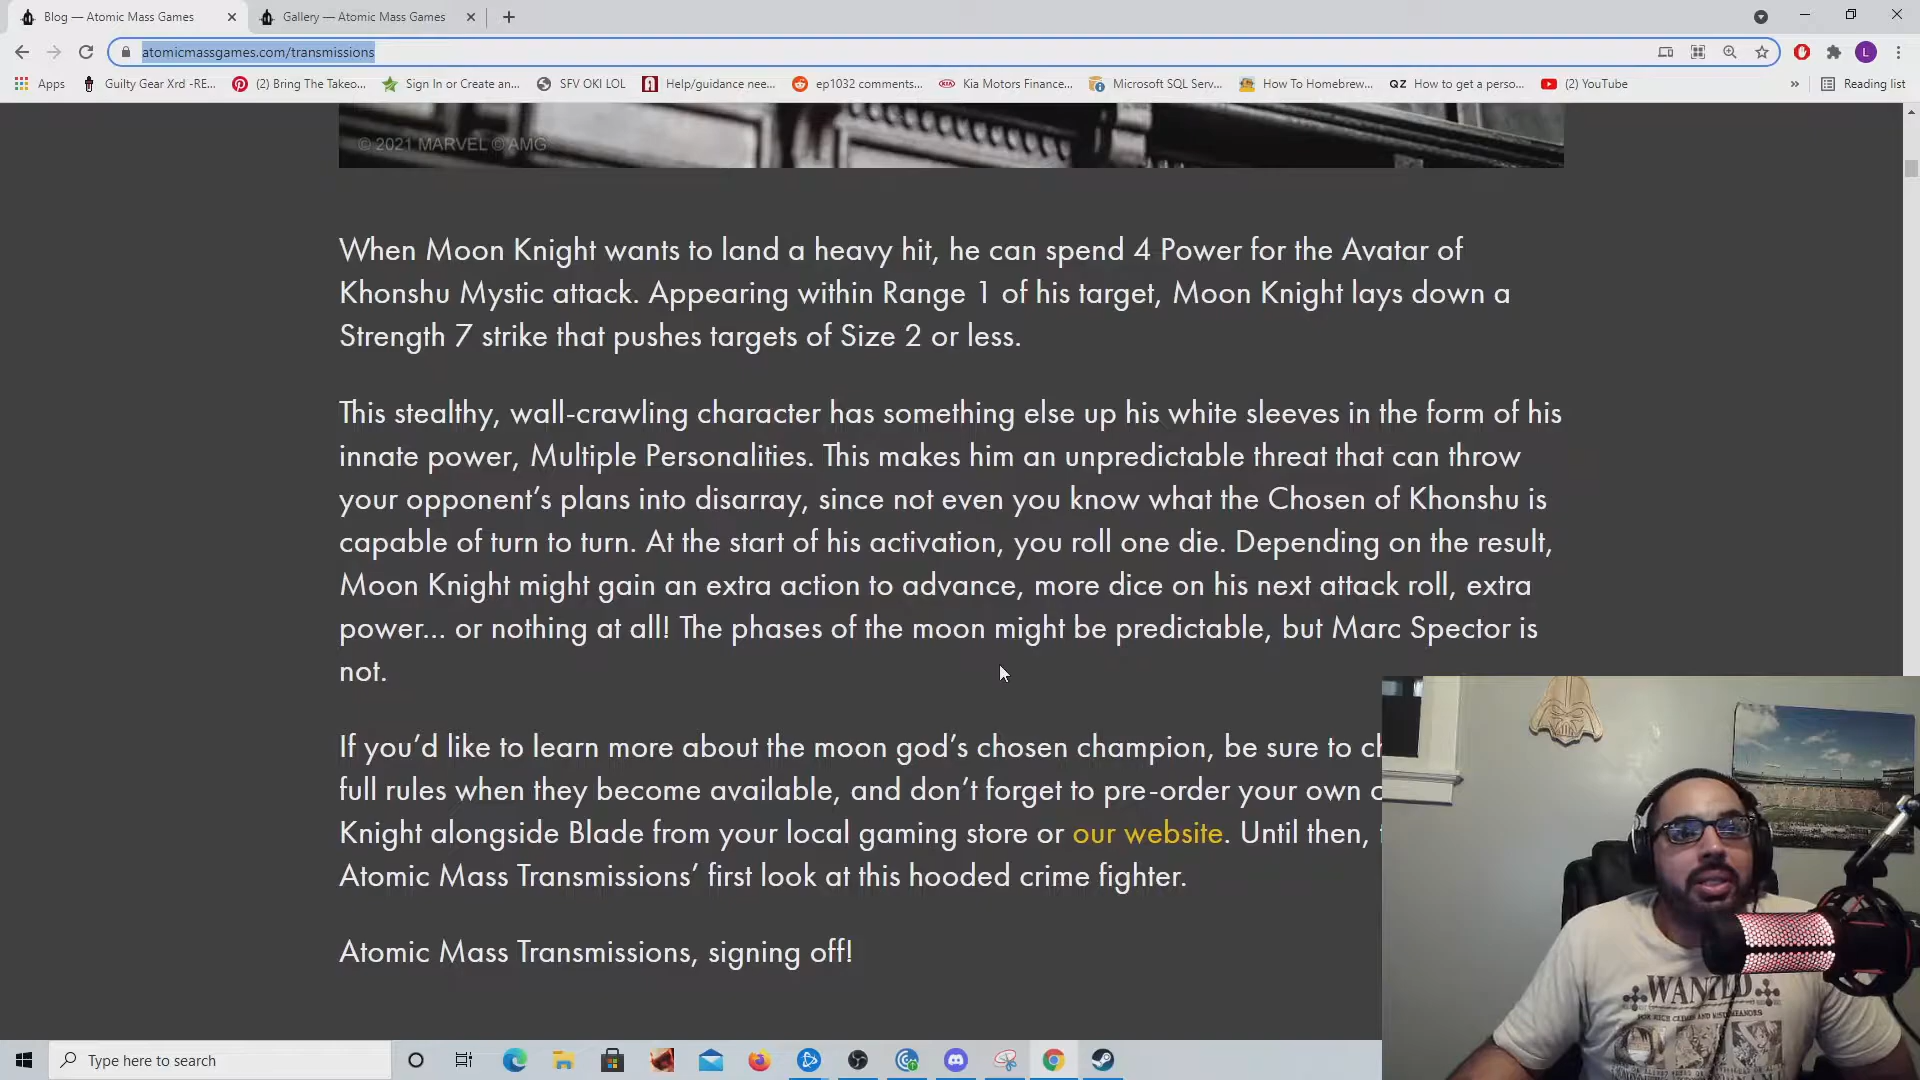 Blog — Atomic Mass Games
Gallery — Atomic Mass Games
atomicmassgames.com/transmissions
L
Apps
Guilty Gear Xrd -RE...
(2) Bring The Takeo...
Sign In or Create an...
SFV OKI LOL
Help/guidance nee...
ep1032 comments...
KIA
Kia Motors Finance...
Microsoft SQL Serv...
How To Homebrew...
QZ
How to get a perso...
(2) YouTube
»
Reading list
© 2021 MARVEL © AMG
When Moon Knight wants to land a heavy hit, he can spend 4 Power for the Avatar of
Khonshu Mystic attack. Appearing within Range 1 of his target, Moon Knight lays down a
Strength 7 strike that pushes targets of Size 2 or less.
This stealthy, wall-crawling character has something else up his white sleeves in the form of his
innate power, Multiple Personalities. This makes him an unpredictable threat that can throw
your opponent’s plans into disarray, since not even you know what the Chosen of Khonshu is
capable of turn to turn. At the start of his activation, you roll one die. Depending on the result,
Moon Knight might gain an extra action to advance, more dice on his next attack roll, extra
power... or nothing at all! The phases of the moon might be predictable, but Marc Spector is
not.
If you’d like to learn more about the moon god’s chosen champion, be sure to
full rules when they become available, and don’t forget to pre-order your own
Knight alongside Blade from your local gaming store or our website. Until then,
Atomic Mass Transmissions’ first look at this hooded crime fighter.
Atomic Mass Transmissions, signing off!
WANTED
FOR HIGH CRIMES AND MISDEMEANORS
Type here to search